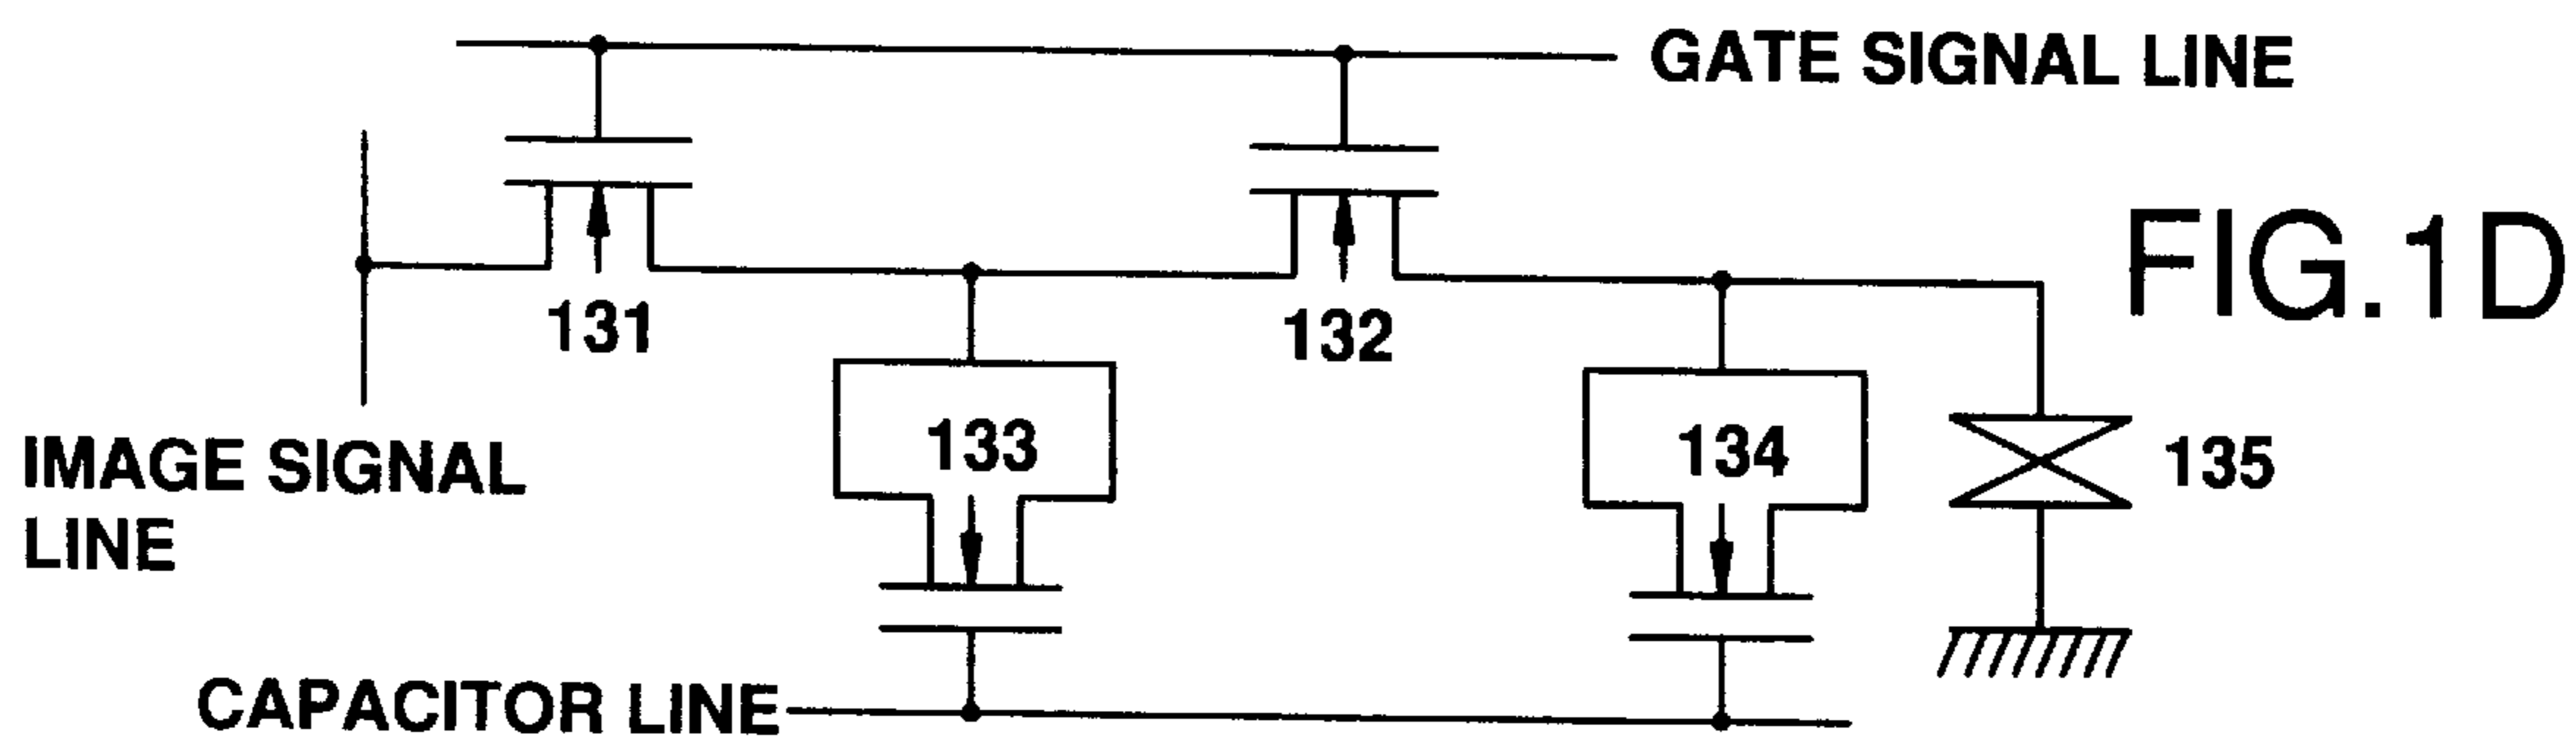 GATE SIGNAL LINE
FIG.1D
131
132
133
134
135
IMAGE SIGNAL
LINE
CAPACITOR LINE